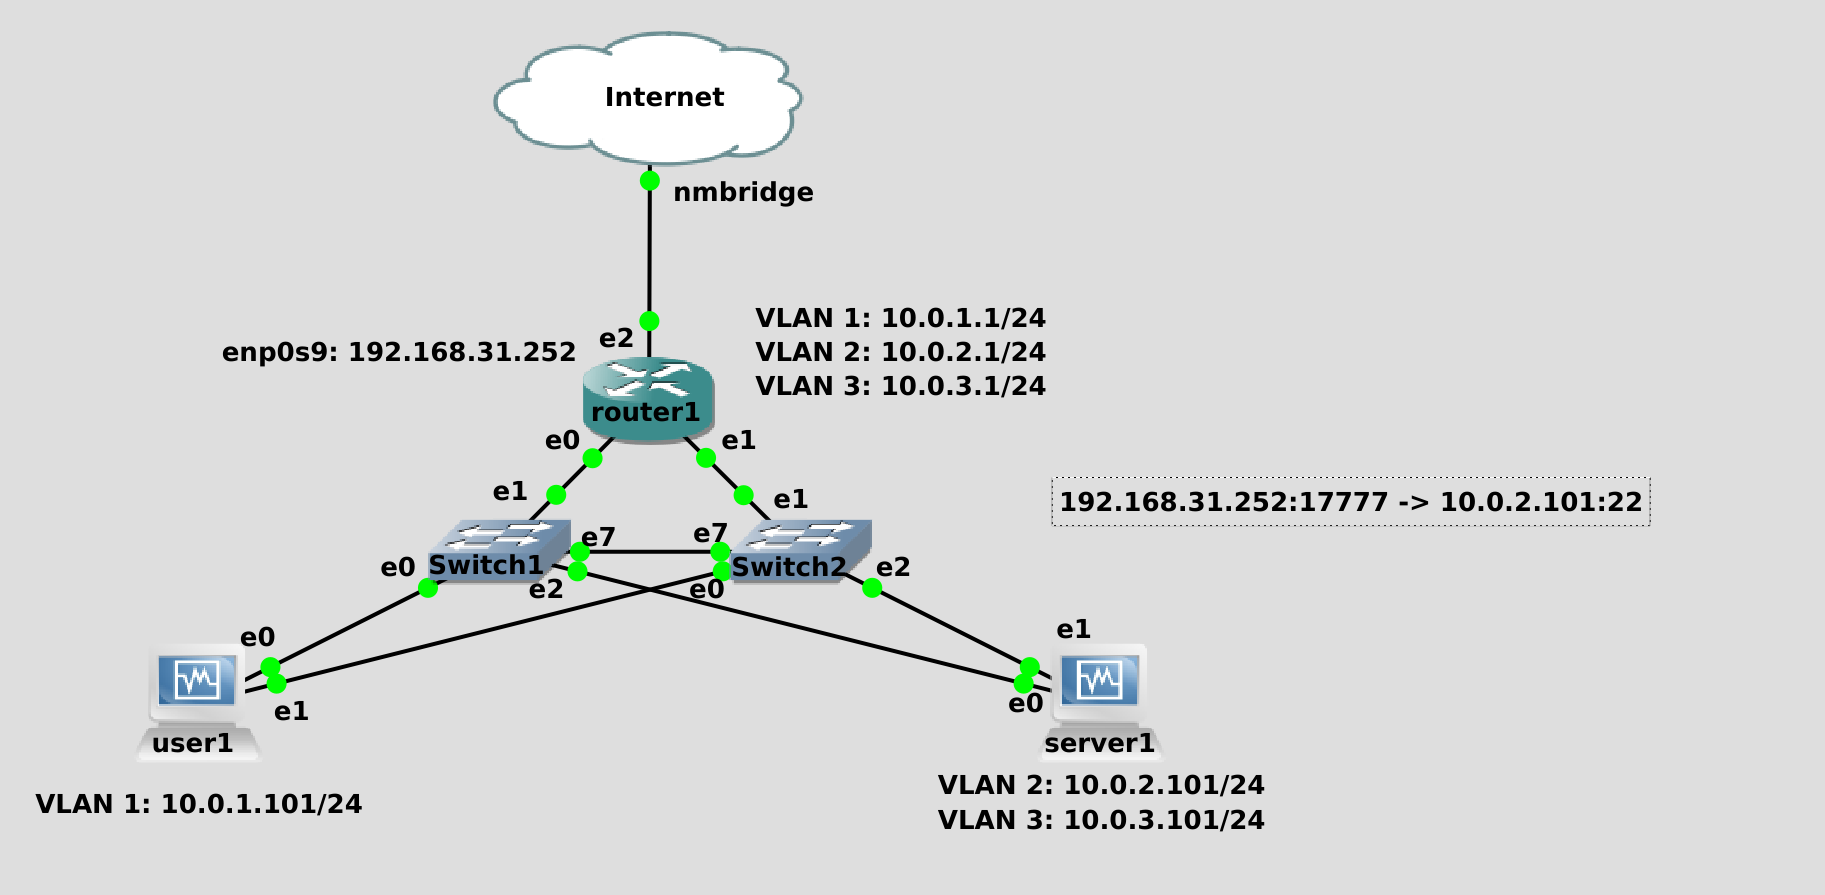 Internet
nmbridge
e2
enp0s9: 192.168.31.252
VLAN 1: 10.0.1.1/24
VLAN 2: 10.0.2.1/24
VLAN 3: 10.0.3.1/24
router1
e0
e1
e1
e1
192.168.31.252:17777 -> 10.0.2.101:22
e7
e7
e0
Switch1
Switch2
e2
e2
e0
e0
e1
e1
e0
user1
server1
VLAN 1: 10.0.1.101/24
VLAN 2: 10.0.2.101/24
VLAN 3: 10.0.3.101/24